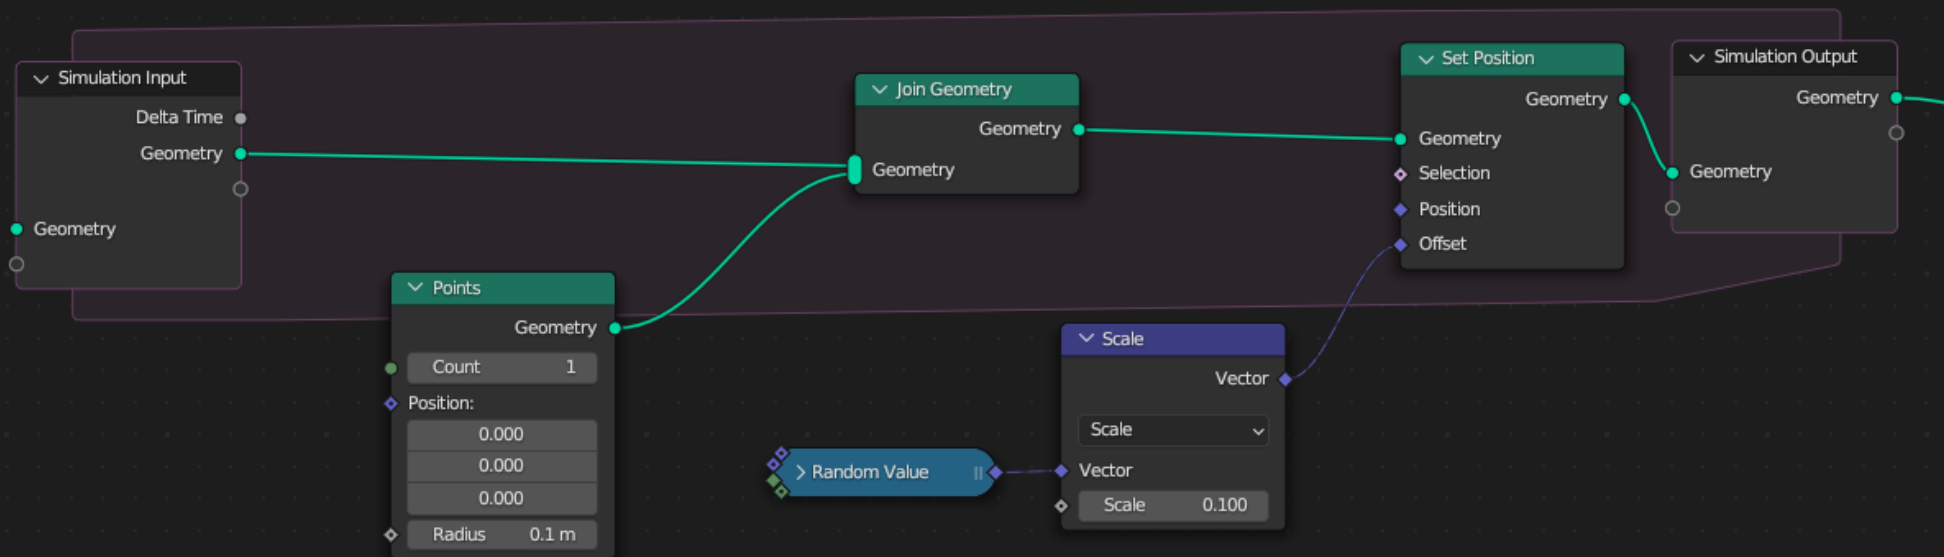 Simulation Input
Delta Time
Geometry
Geometry
Points
Geometry
Count 1
Position:
0.000
0.000
0.000
Radius 0.1 m
Join Geometry
Geometry
Geometry
Random Value
Scale
Vector
Scale
Vector
Scale 0.100
Set Position
Geometry
Geometry
Selection
Position
Offset
Simulation Output
Geometry
Geometry